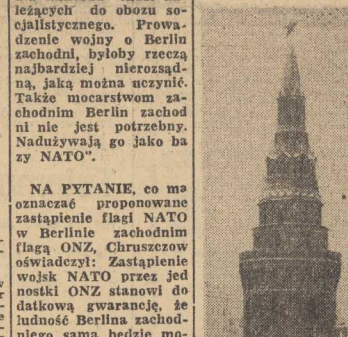 leżących do obozu so-
cjalistycznego. Prowa-
dzenie wojny o Berlin
zachodni, byłoby rzeczą
najbardziej nierozsąd-
ną, jaką można uczynić.
Także mocarstwom za-
chodnim Berlin zachod
ni nie jest potrzebny.
Nadużywają go jako ba
zy NATO".
NA PYTANIE, co ma
oznaczać proponowane
zastąpienie flagi NATO
w Berlinie zachodnim
flagą ONZ, Chruszczow
oświadczył: Zastąpienie
wojsk NATO przez jed
nostki ONZ stanowi do
datkową gwarancję, że
ludność Berlina zachod-
niego sama będzie mo-